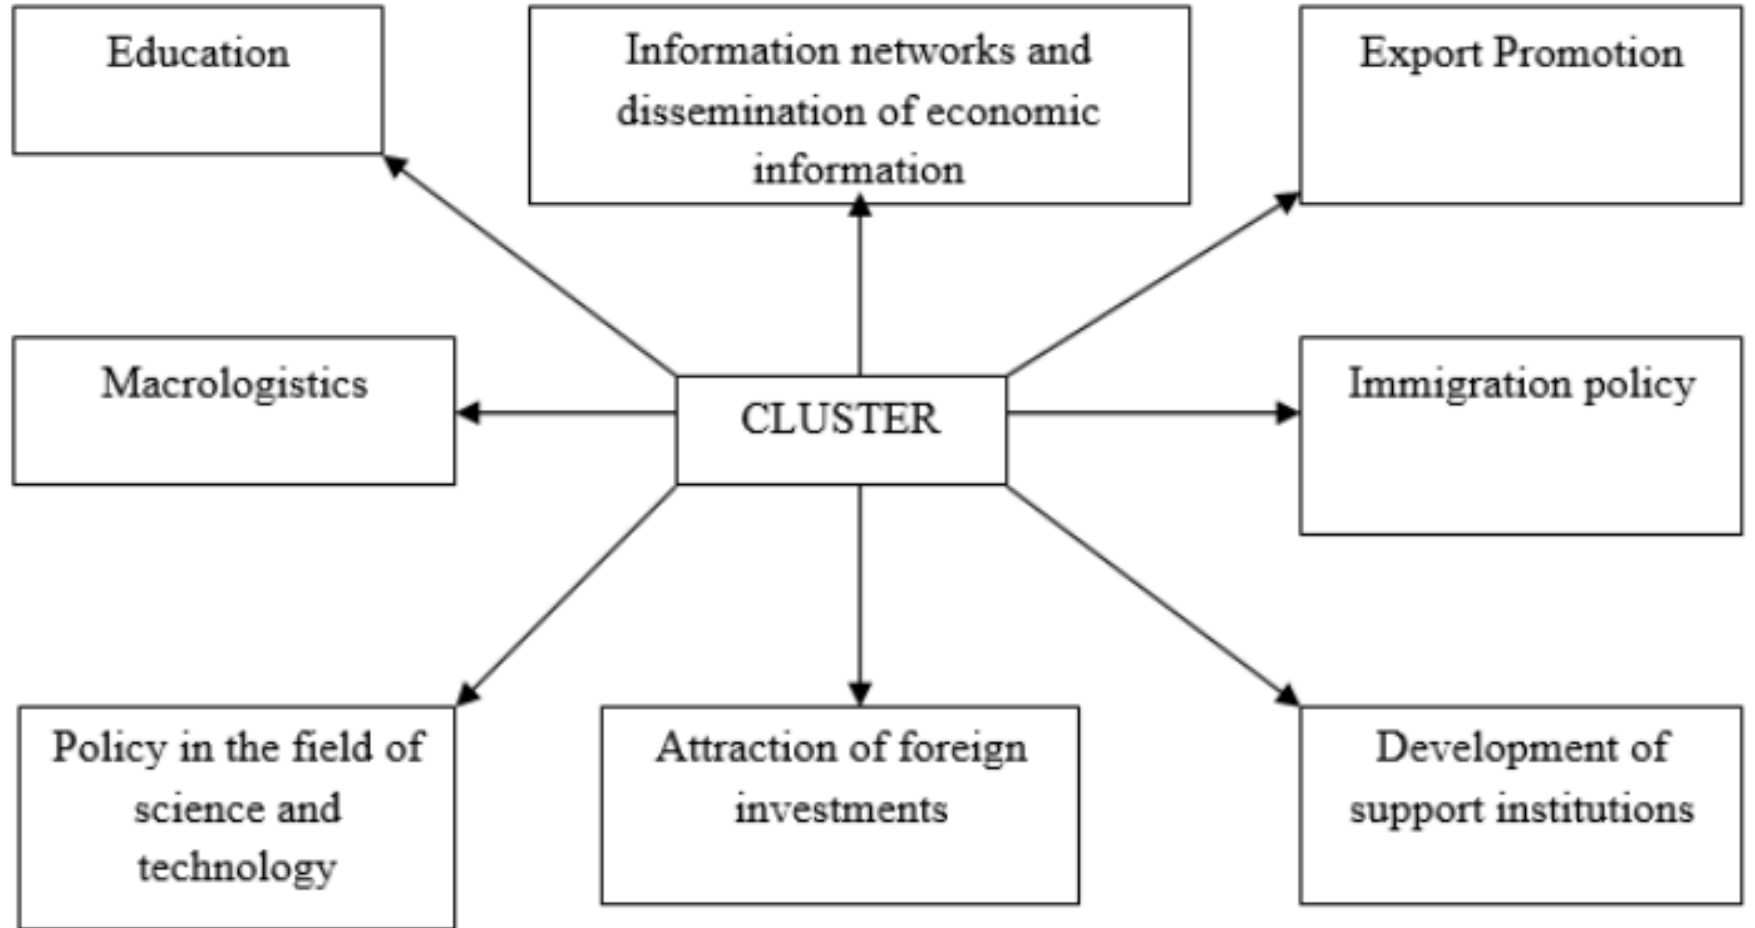 Education
Information networks and
dissemination of economic
information
Export Promotion
Macrologistics
CLUSTER
Immigration policy
Policy in the field of
science and
technology
Attraction of foreign
investments
Development of
support institutions